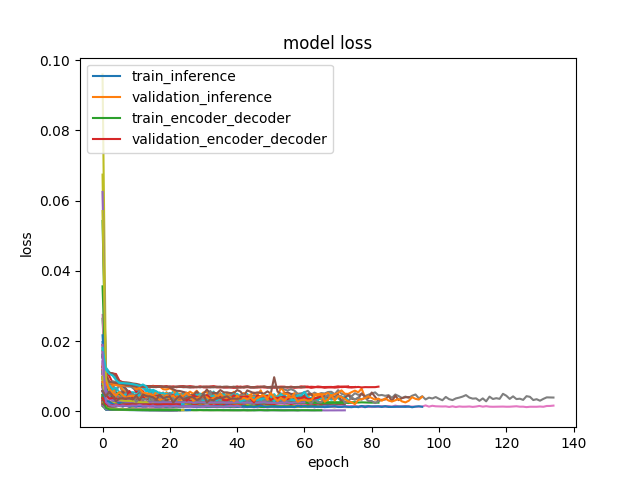 model loss
train_inference
validation_inference
train_encoder_decoder
validation_encoder_decoder
0.10
0.08
0.06
0.04
0.02
0.00
loss
0 20 40 60 80 100 120 140
epoch